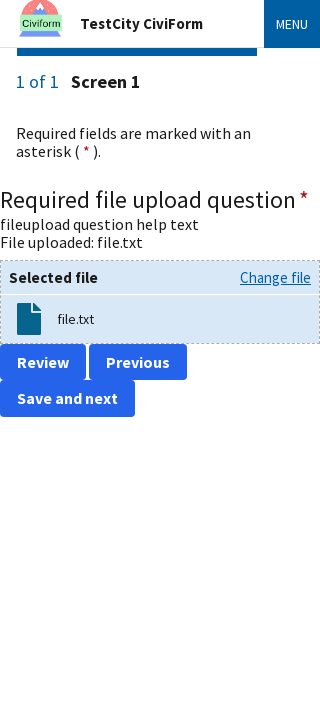 Civiform
TestCity CiviForm
MENU
1 of 1 Screen 1
Required fields are marked with an
asterisk ( * ).
Required file upload question *
fileupload question help text
File uploaded: file.txt
Selected file
Change file
file.txt
Review
Previous
Save and next